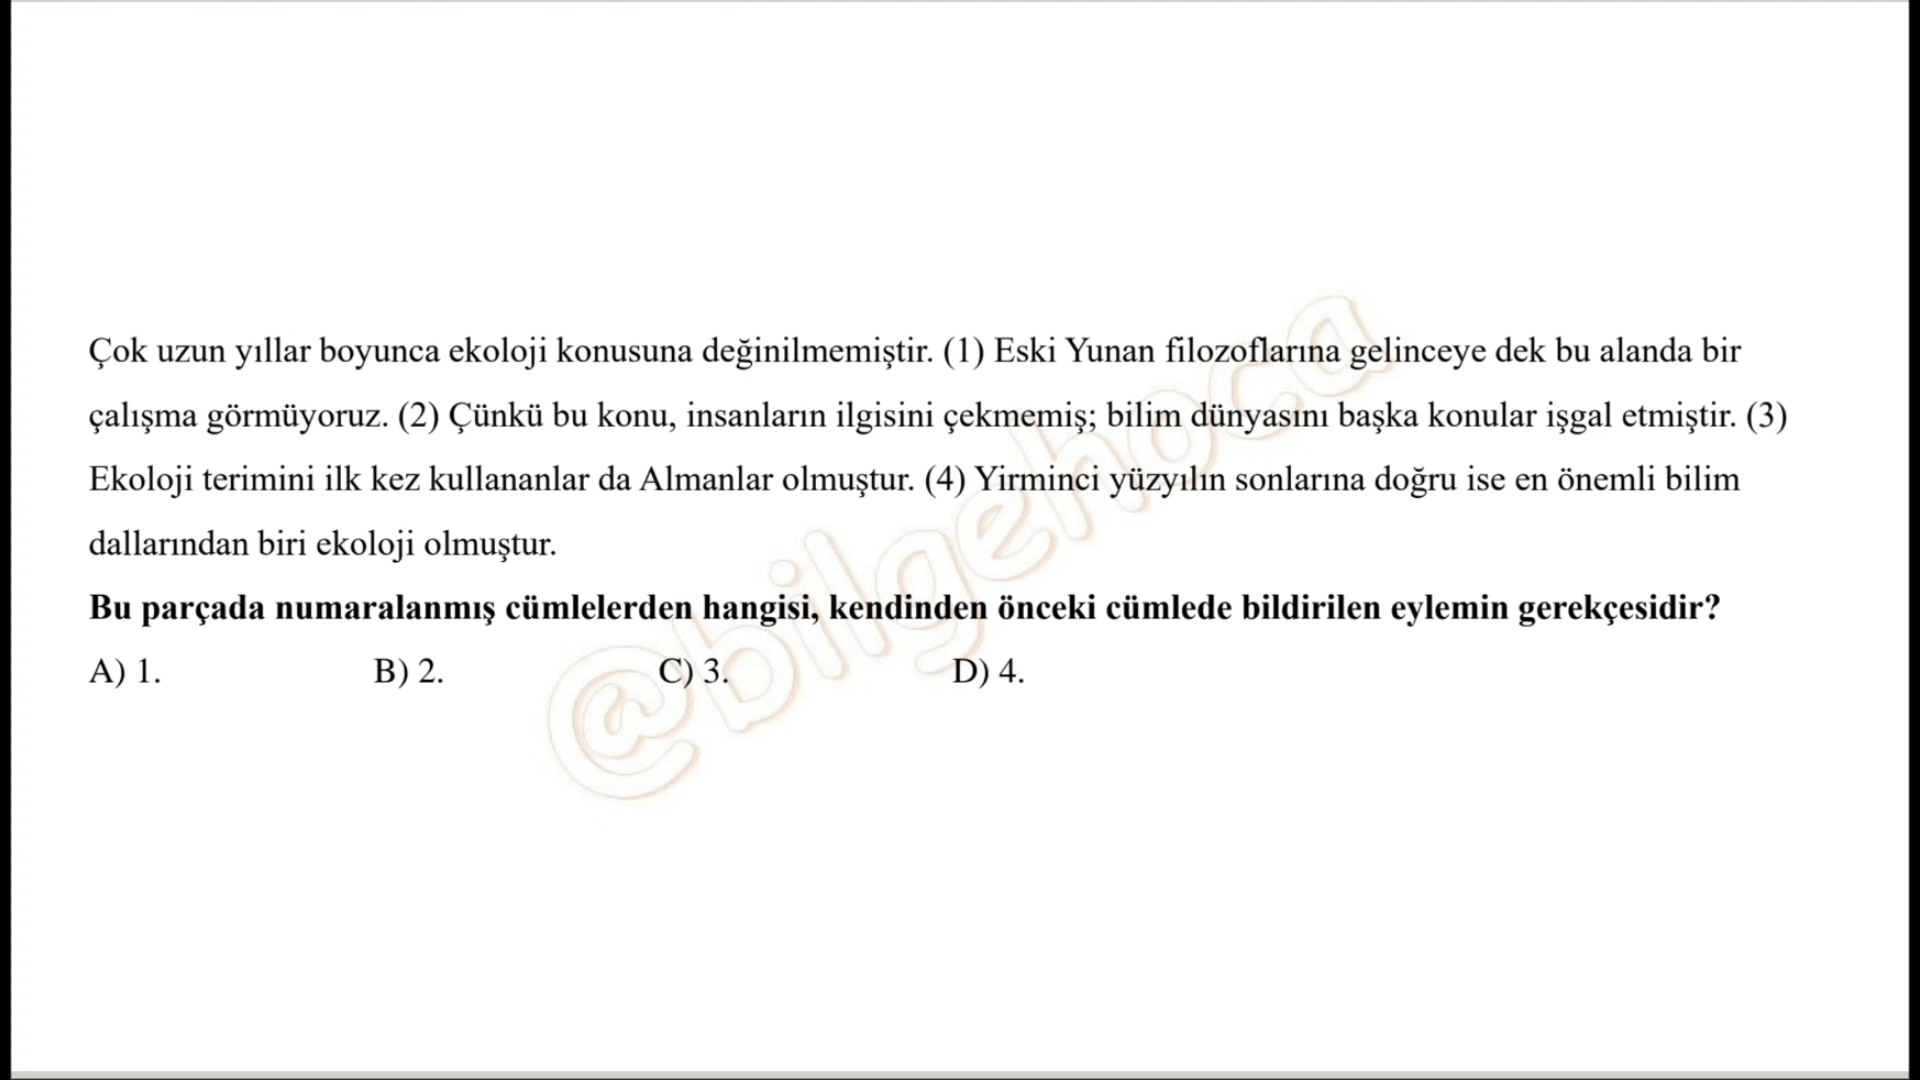 Çok uzun yıllar boyunca ekoloji konusuna değinilmemiştir. (1) Eski Yunan filozoflarına gelinceye dek bu alanda bir
çalışma görmüyoruz. (2) Çünkü bu konu, insanların ilgisini çekmemiş; bilim dünyasını başka konular işgal etmiştir. (3)
Ekoloji terimini ilk kez kullananlar da Almanlar olmuştur. (4) Yirminci yüzyılın sonlarına doğru ise en önemli bilim
dallarından biri ekoloji olmuştur.
Bu parçada numaralanmış cümlelerden hangisi, kendinden önceki cümlede bildirilen eylemin gerekçesidir?
A) 1. B) 2. C) 3. D) 4.
@bilgehoca